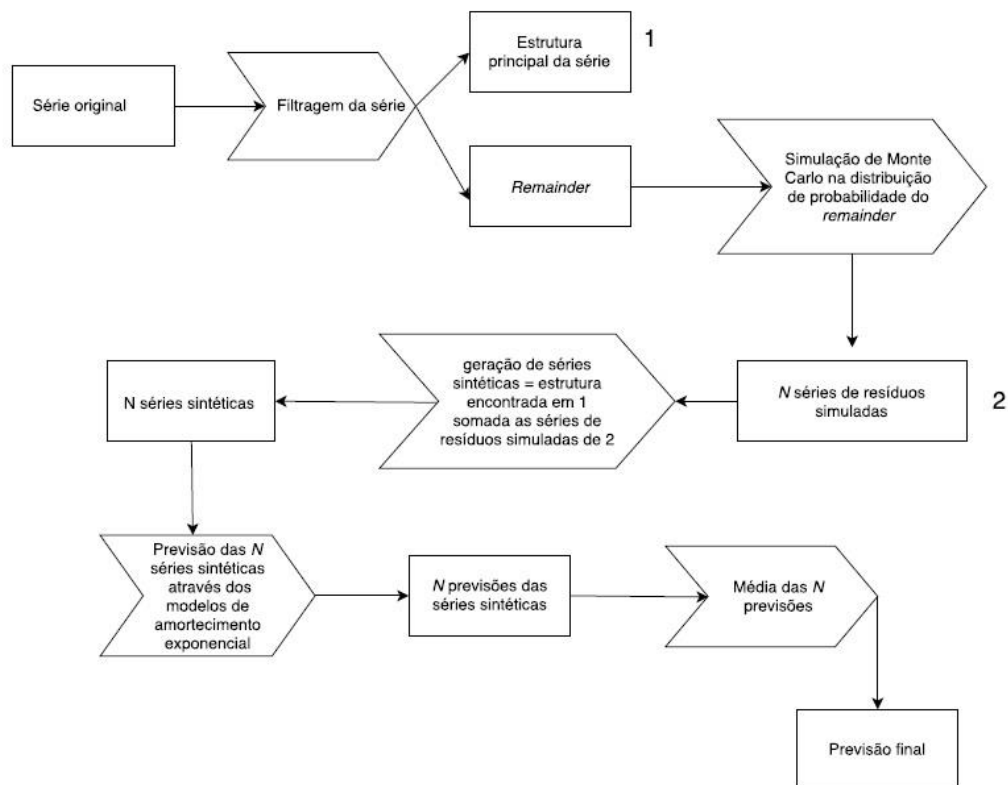 Série original
Filtragem da série
Estrutura
principal da série
1
Remainder
Simulação de Monte
Carlo na distribuição
de probabilidade do
remainder
N séries de resíduos
simuladas
2
geração de séries
sintéticas = estrutura
encontrada em 1
somada as séries de
resíduos simuladas de 2
N séries sintéticas
Previsão das N
séries sintéticas
através dos
modelos de
amortecimento
exponencial
N previsões das
séries sintéticas
Média das N
previsões
Previsão final